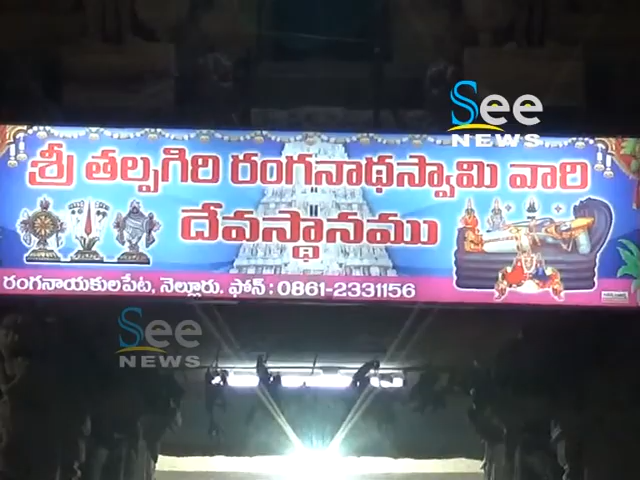 See
NEWS
శ్రీ తల్పగిరి రంగనాథస్వామి వారి
దేవస్థానము
రంగనాయకులపేట, నెల్లూరు. ఫోన్ : 0861-2331156
See
NEWS